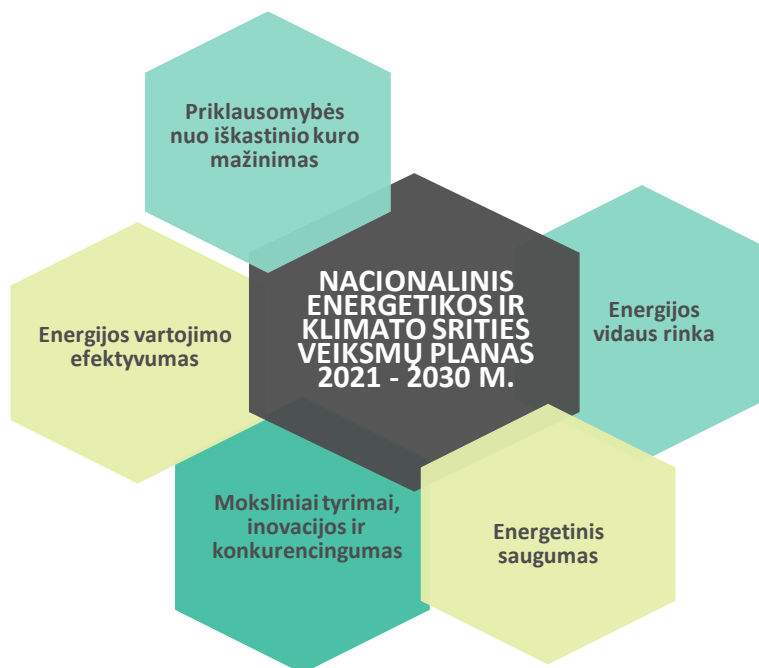 Priklausomybės
nuo iškastinio kuro
mažinimas
NACIONALINIS
ENERGETIKOS IR
KLIMATO SRITIES
VEIKSMŲ PLANAS
2021 - 2030 M.
Energijos
vidaus rinka
Energijos vartojimo
efektyvumas
Moksliniai tyrimai,
inovacijos ir
konkurencingumas
Energetinis
saugumas